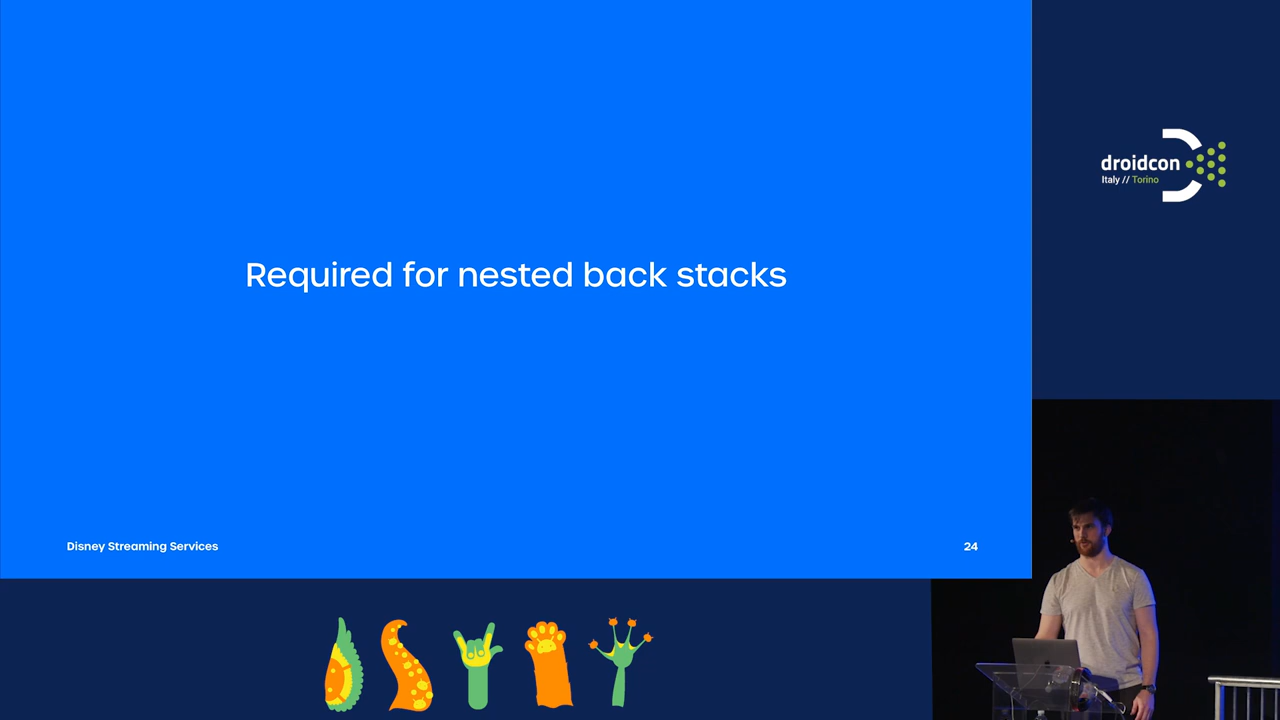 Required for nested back stacks
Disney Streaming Services
24
droidcon
Italy // Torino